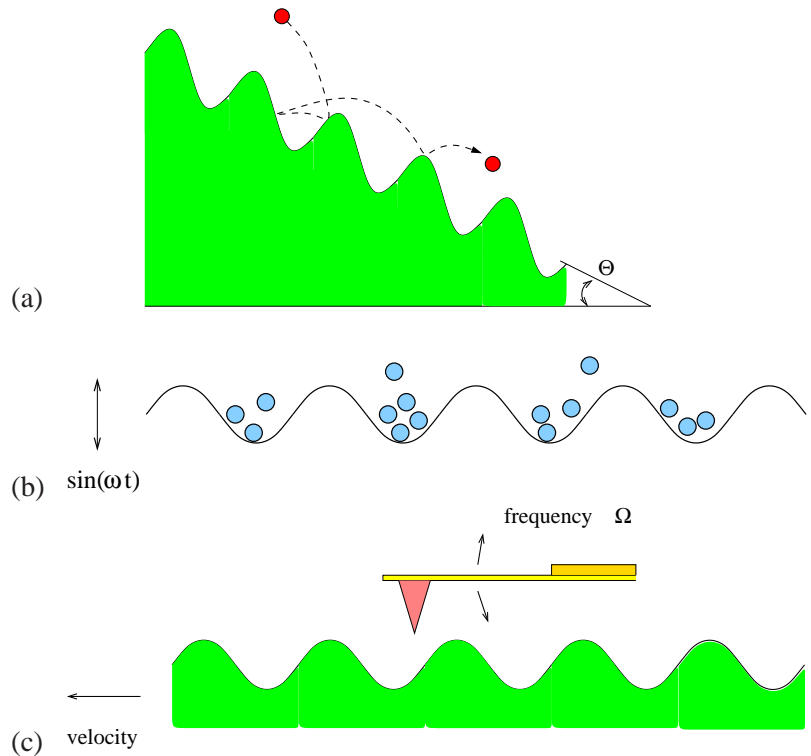 Θ
(a)
(b) sin(ωt)
frequency Ω
(c) velocity